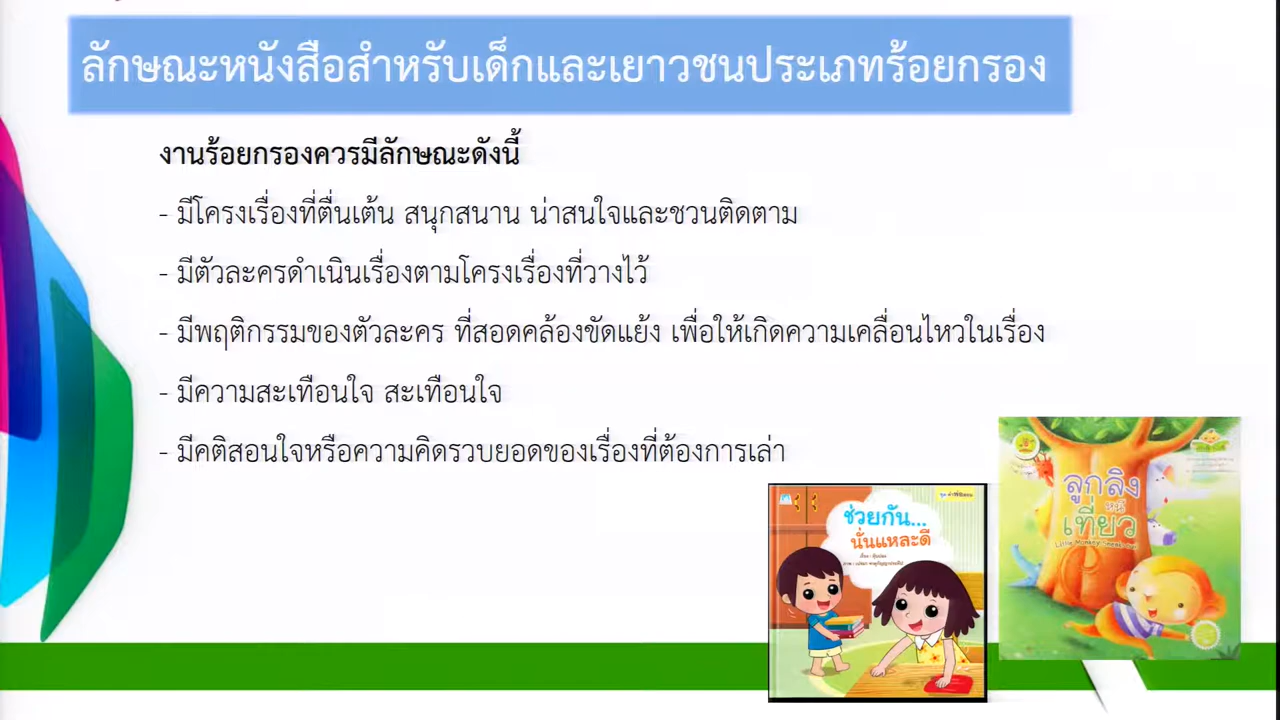 ลักษณะหนังสือสำหรับเด็กและเยาวชนประเภทร้อยกรอง
งานร้อยกรองควรมีลักษณะดังนี้
- มีโครงเรื่องที่ตื่นเต้น สนุกสนาน น่าสนใจและชวนติดตาม
- มีตัวละครดำเนินเรื่องตามโครงเรื่องที่วางไว้
- มีพฤติกรรมของตัวละคร ที่สอดคล้องขัดแย้ง เพื่อให้เกิดความเคลื่อนไหวในเรื่อง
- มีความสะเทือนใจ สะเทือนใจ
- มีคติสอนใจหรือความคิดรวบยอดของเรื่องที่ต้องการเล่า
ช่วยกัน...
นั่นแหละดี
ลูกลิง
หนี
เที่ยว
Little Monkey